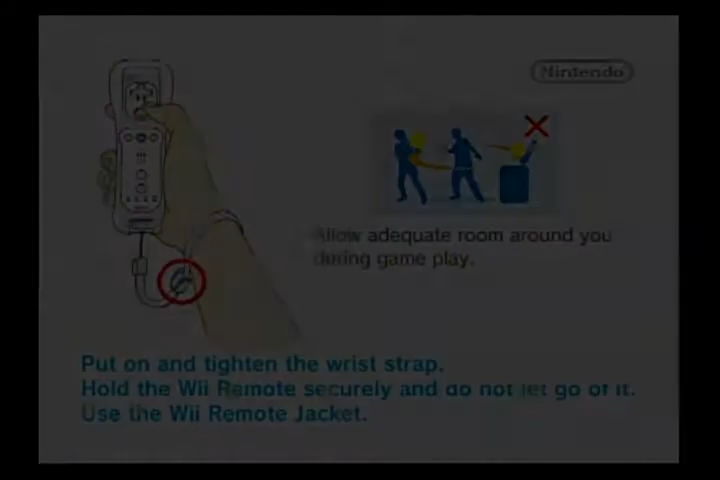 Nintendo
Allow adequate room around you
during game play.
Put on and tighten the wrist strap.
Hold the Wii Remote securely and do not let go of it.
Use the Wii Remote Jacket.